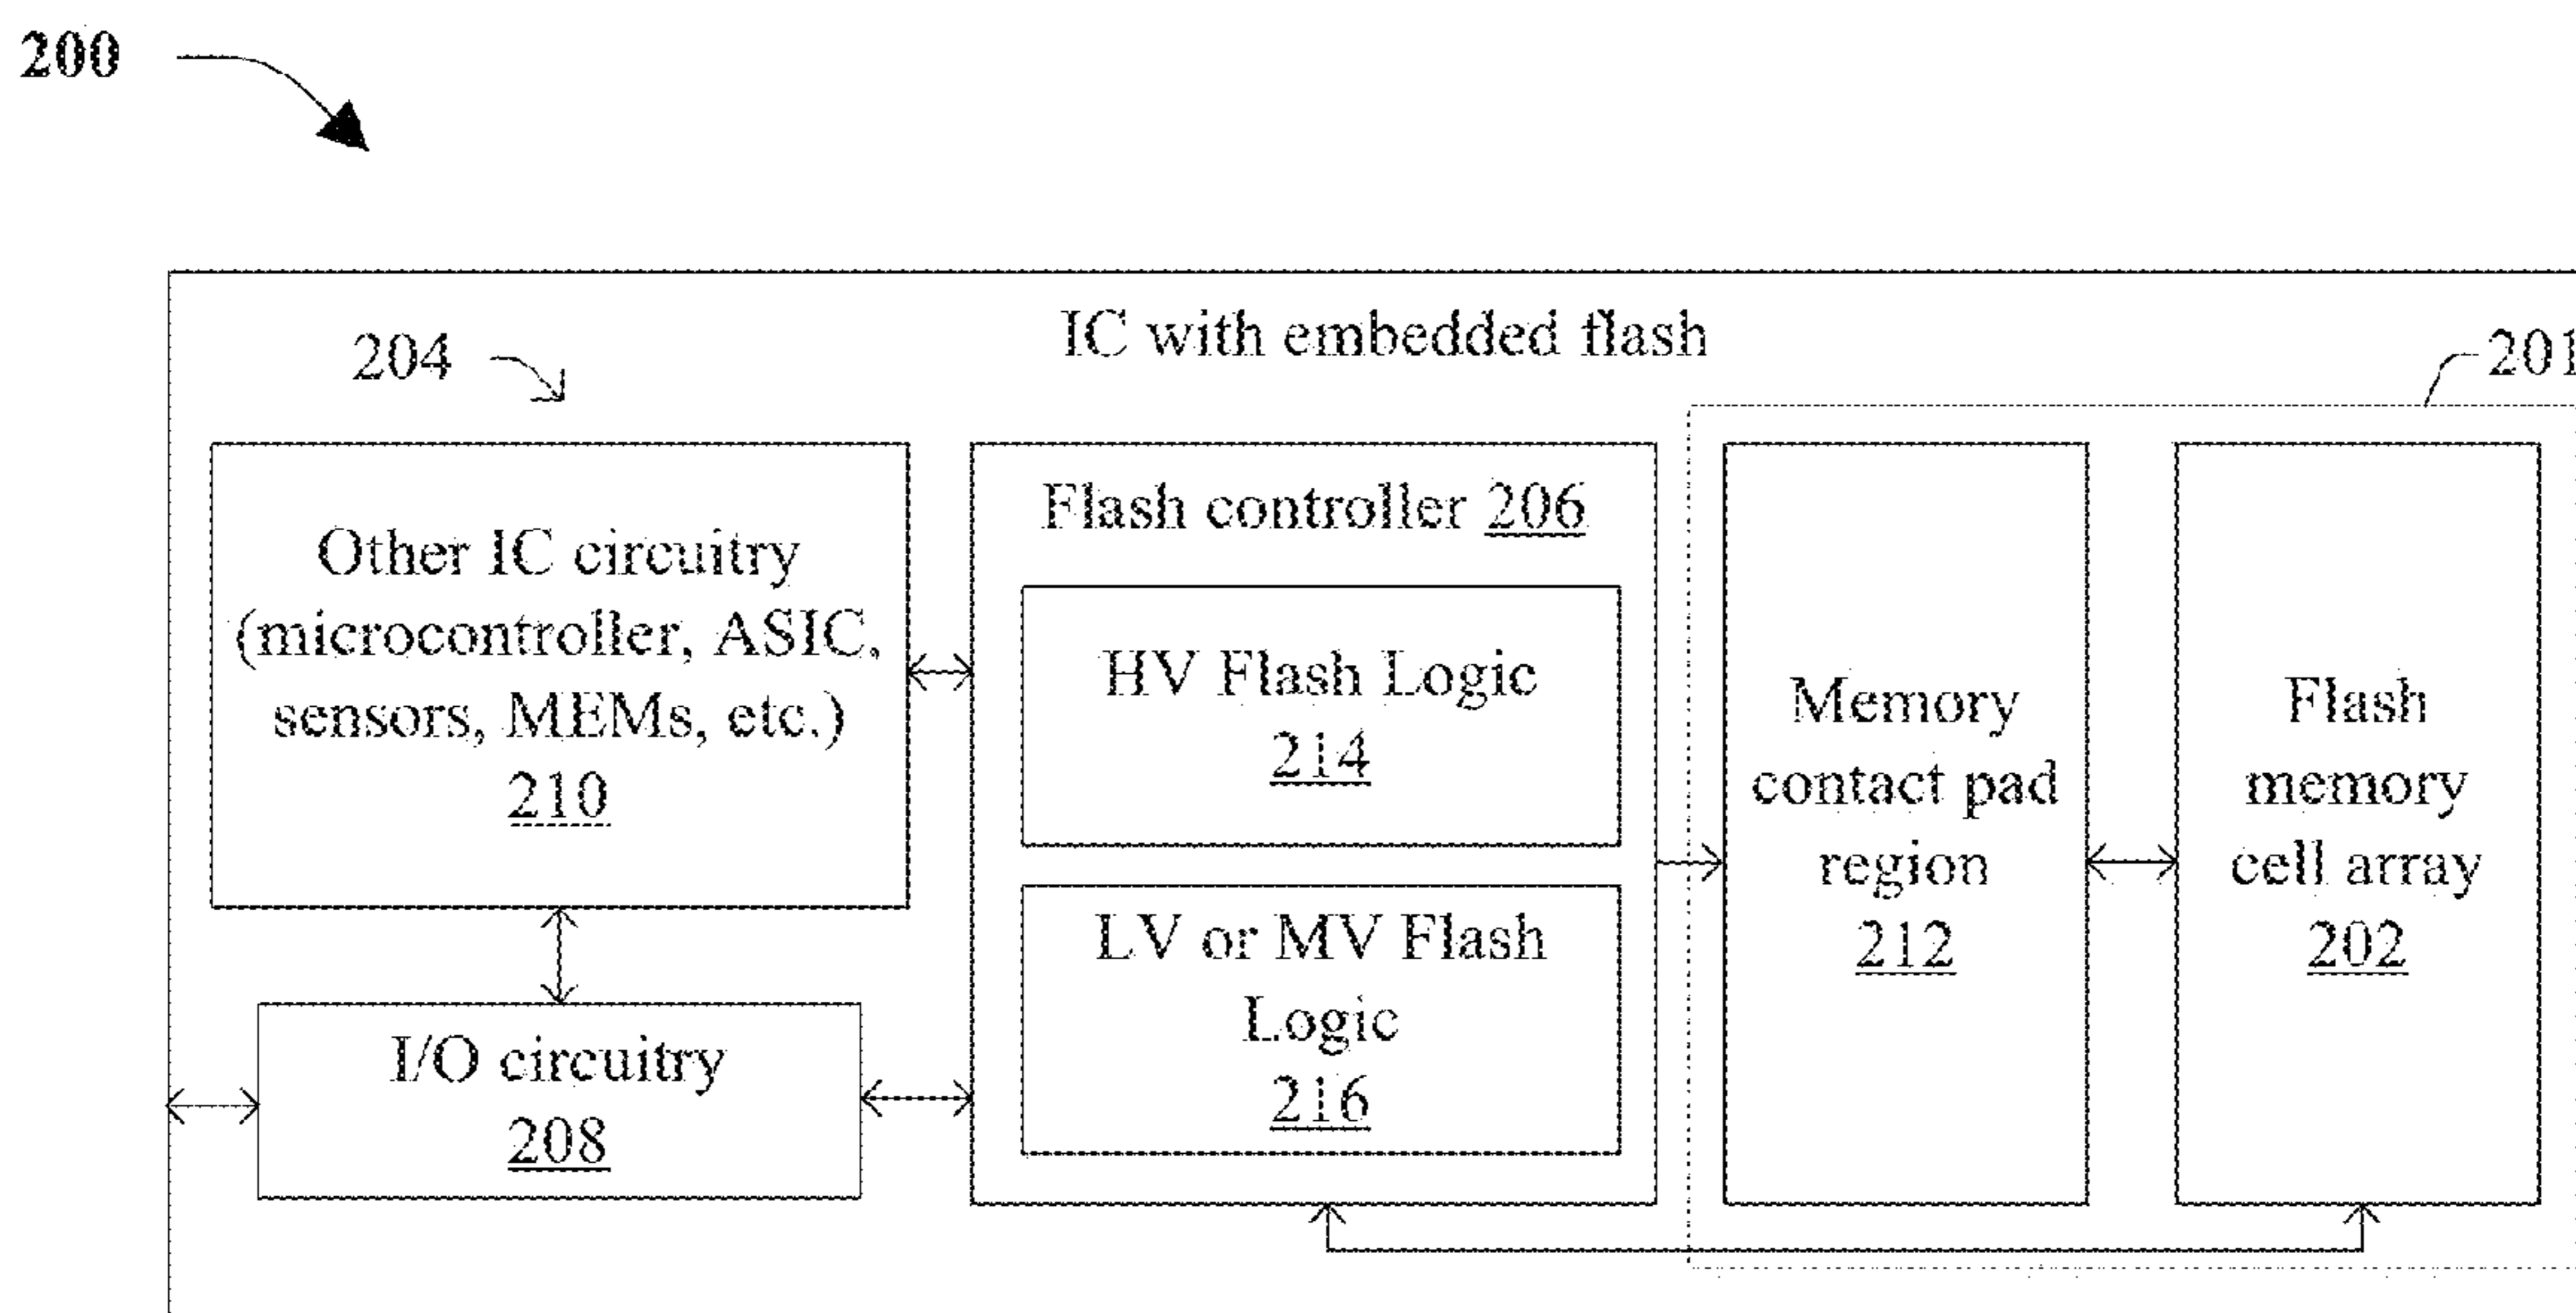 200
IC with embedded flash
204
201
Other IC circuitry
(microcontroller, ASIC,
sensors, MEMs, etc.)
210
Flash controller 206
HV Flash Logic
214
LV or MV Flash
Logic
216
Memory
contact pad
region
212
Flash
memory
cell array
202
I/O circuitry
208